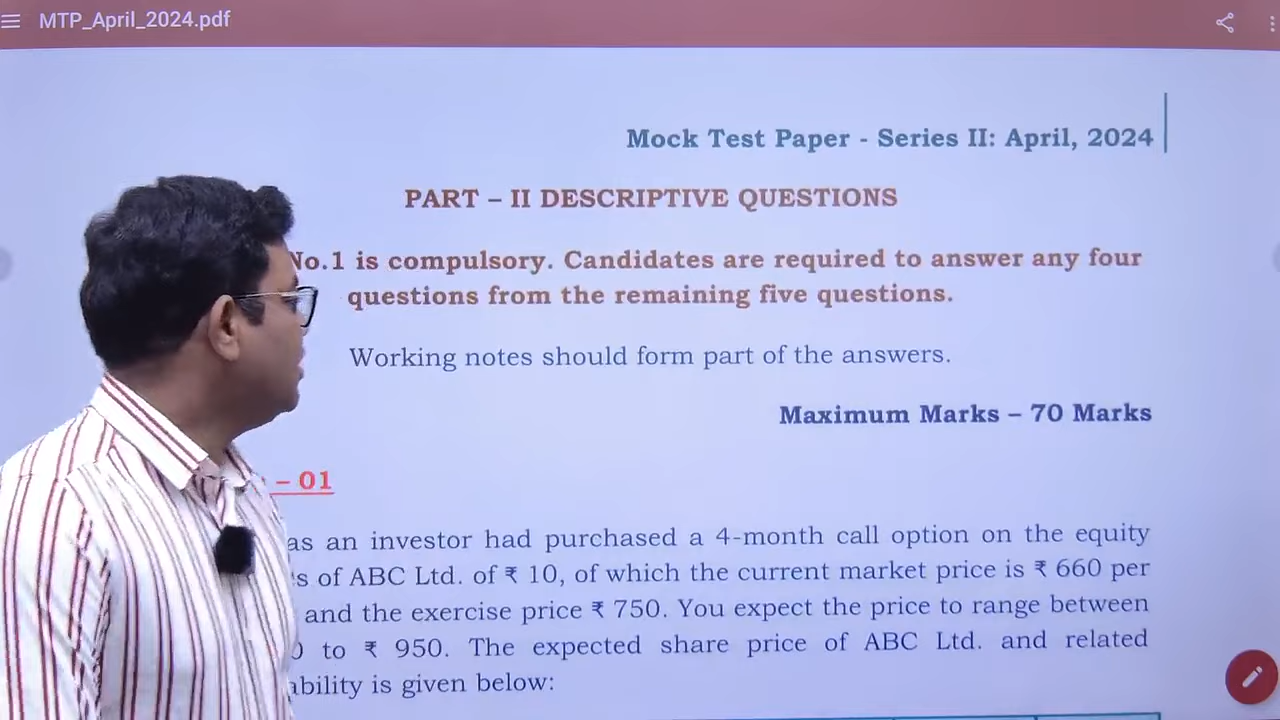 MTP_April_2024.pdf
Mock Test Paper - Series II: April, 2024
PART – II DESCRIPTIVE QUESTIONS
No.1 is compulsory. Candidates are required to answer any four
questions from the remaining five questions.
Working notes should form part of the answers.
Maximum Marks – 70 Marks
– 01
as an investor had purchased a 4-month call option on the equity
of ABC Ltd. of ₹ 10, of which the current market price is ₹ 660 per
and the exercise price ₹ 750. You expect the price to range between
to ₹ 950. The expected share price of ABC Ltd. and related
is given below: